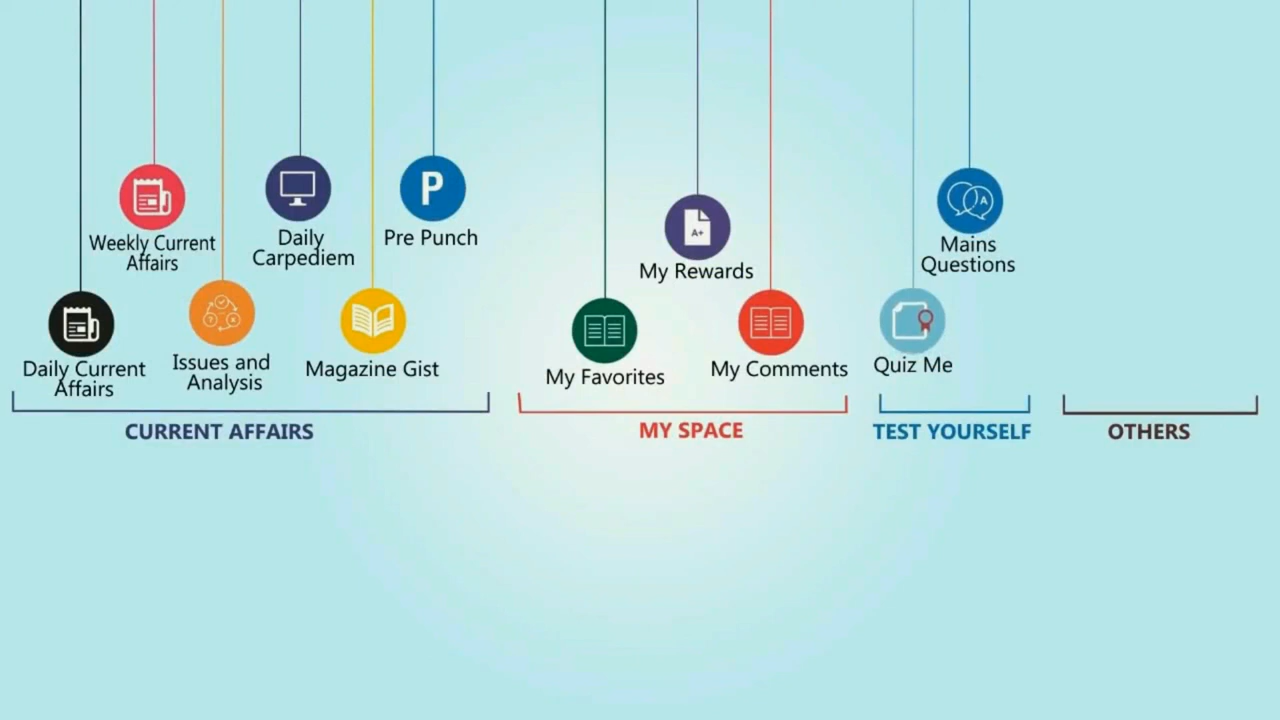 Weekly Current
Affairs
Daily
Carpediem
P
Pre Punch
Daily Current
Affairs
Issues and
Analysis
Magazine Gist
CURRENT AFFAIRS
A+
My Rewards
My Favorites
My Comments
MY SPACE
A
Mains
Questions
Quiz Me
TEST YOURSELF
OTHERS